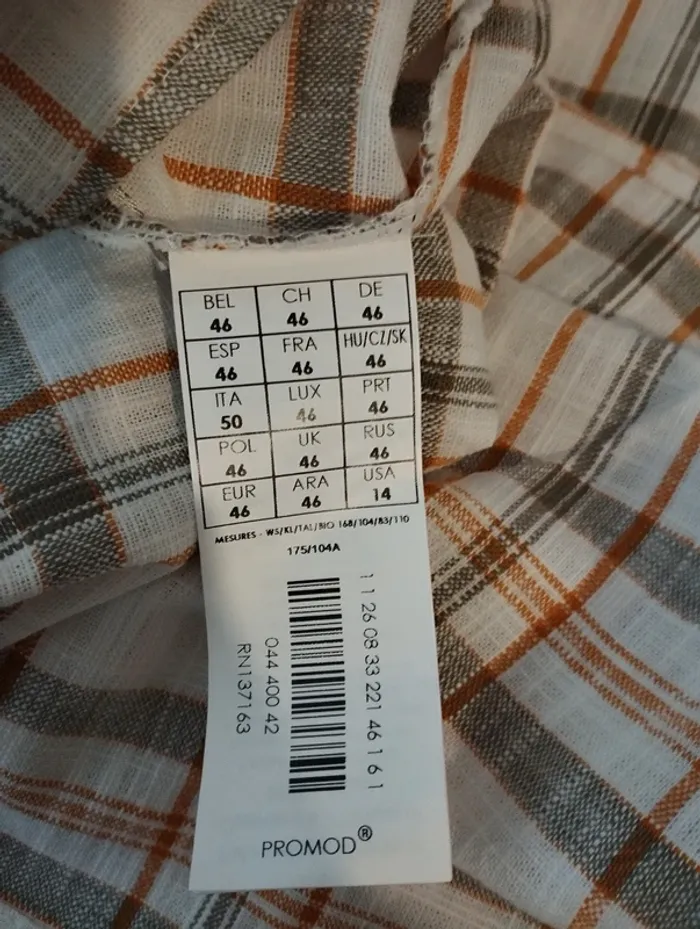 BEL CH DE
46 46 46
ESP FRA HU/CZ/SK
46 46 46
ITA LUX PRT
50 46 46
POL UK RUS
46 46 46
EUR ARA USA
46 46 14
MESURES - WS/KL/TAL/BIO 168/104/83/110
175/104A
1 1 26 08 33 221 46 1 6 1
044 400 42
RN137163
PROMOD®